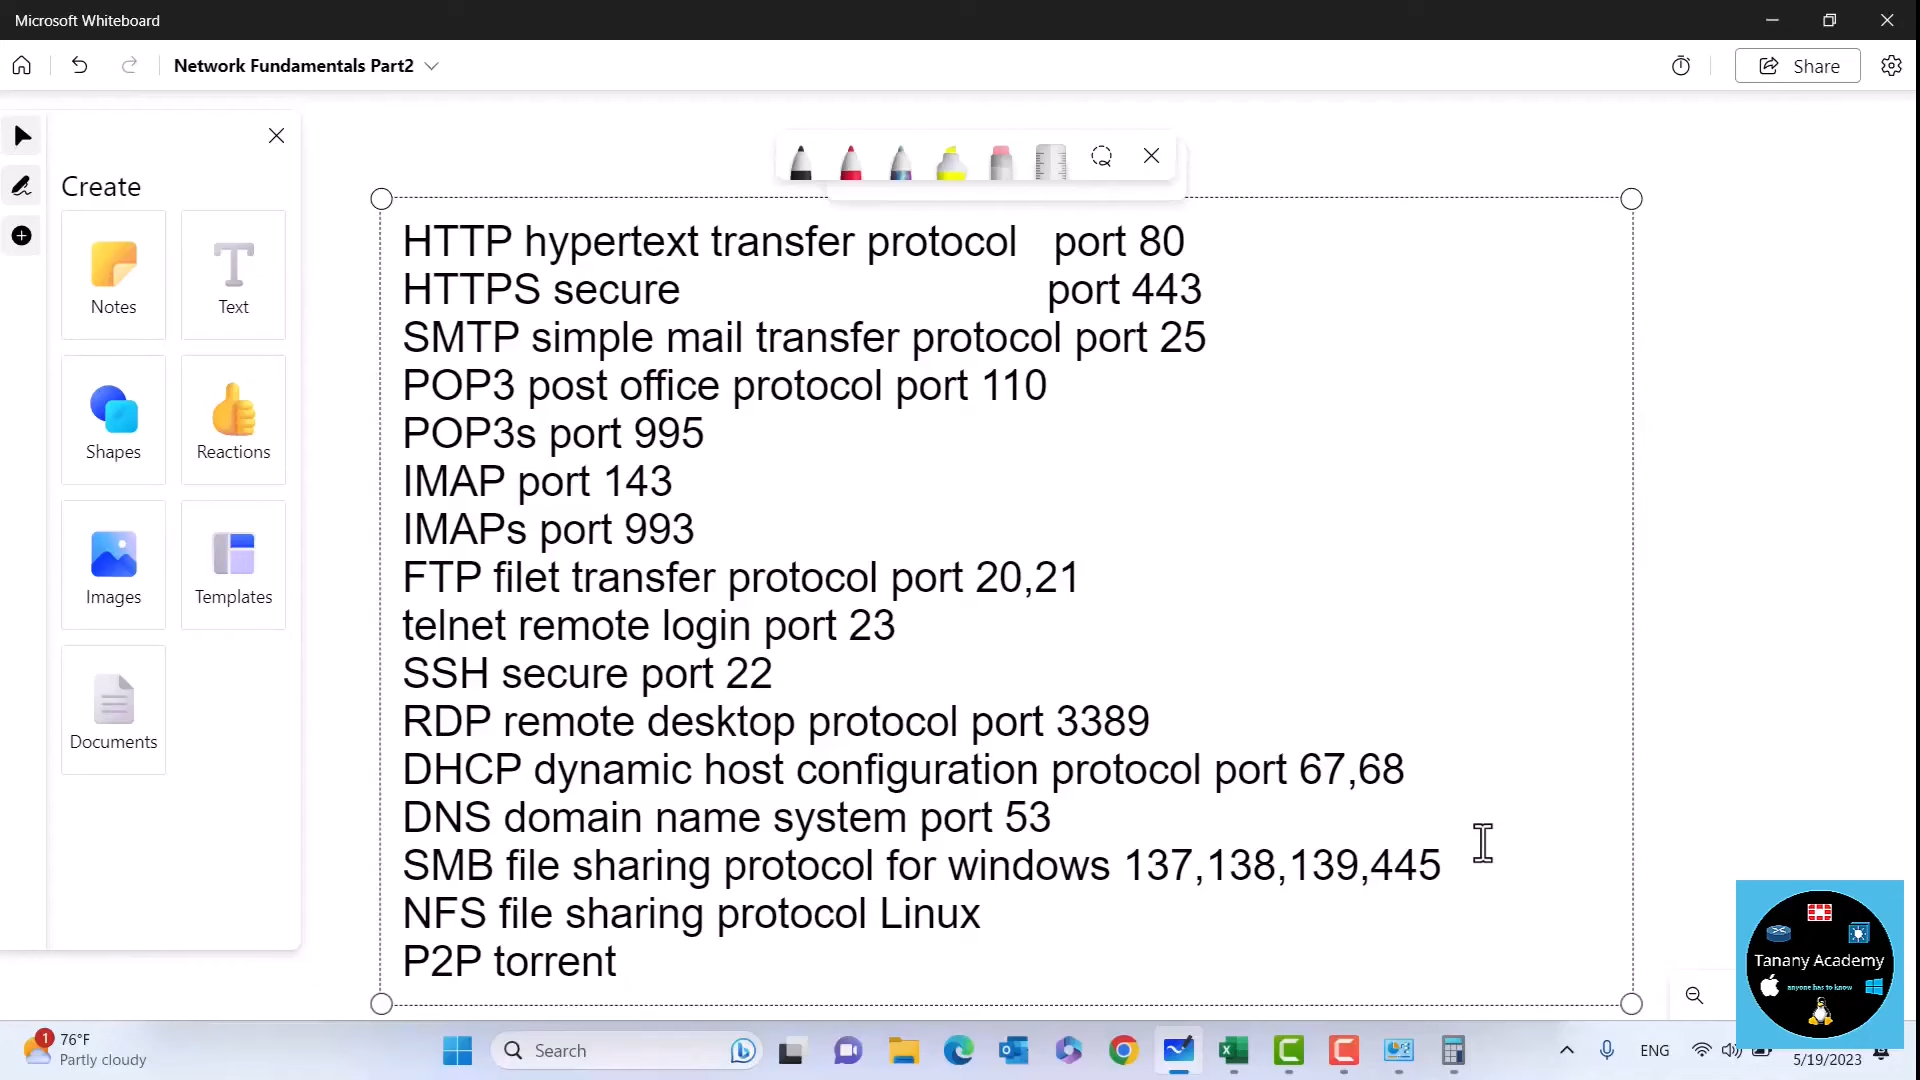 Microsoft Whiteboard
Network Fundamentals Part2
Share
Create
Notes
Text
Shapes
Reactions
Images
Templates
Documents
HTTP hypertext transfer protocol port 80
HTTPS secure port 443
SMTP simple mail transfer protocol port 25
POP3 post office protocol port 110
POP3s port 995
IMAP port 143
IMAPs port 993
FTP filet transfer protocol port 20,21
telnet remote login port 23
SSH secure port 22
RDP remote desktop protocol port 3389
DHCP dynamic host configuration protocol port 67,68
DNS domain name system port 53
SMB file sharing protocol for windows 137,138,139,445
NFS file sharing protocol Linux
P2P torrent
Tanany Academy
anyone has to know
1
76°F
Partly cloudy
Search
ENG
5/19/2023